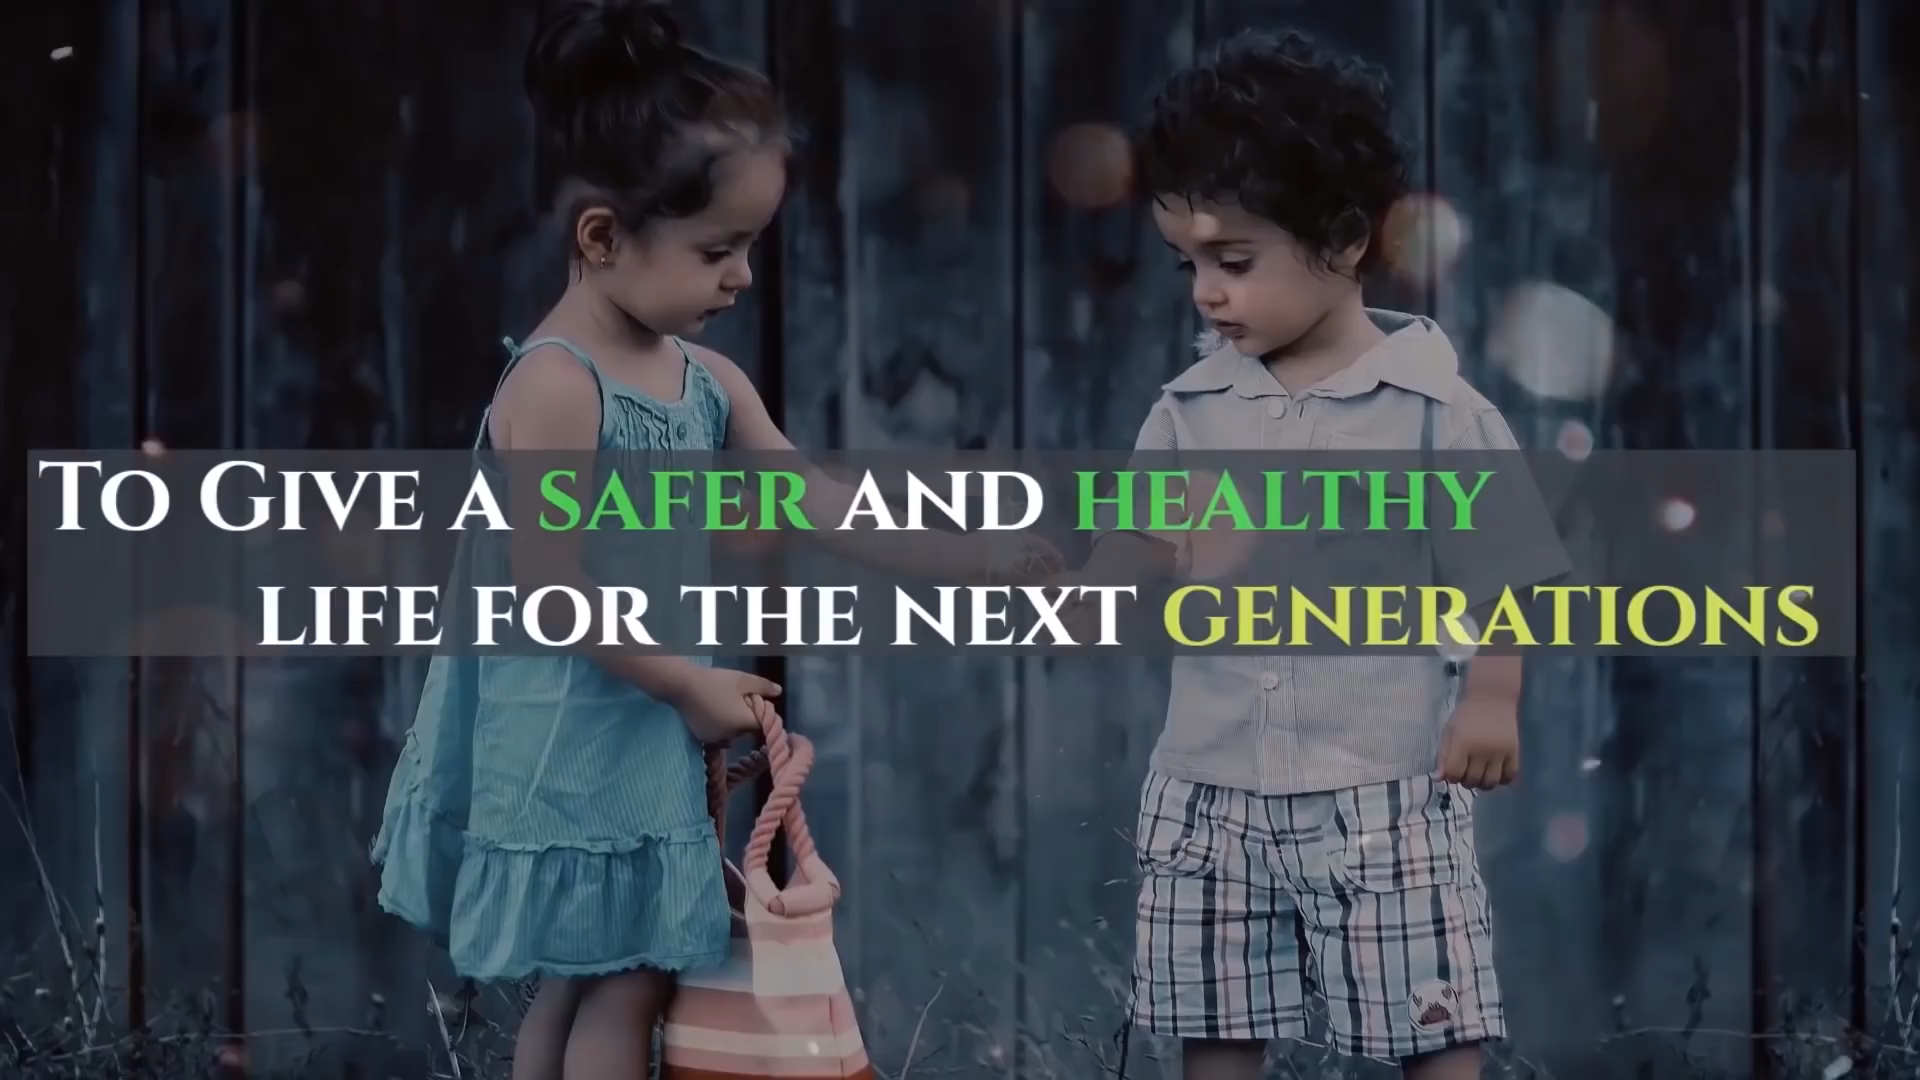 To Give a safer and healthy
life for the next generations